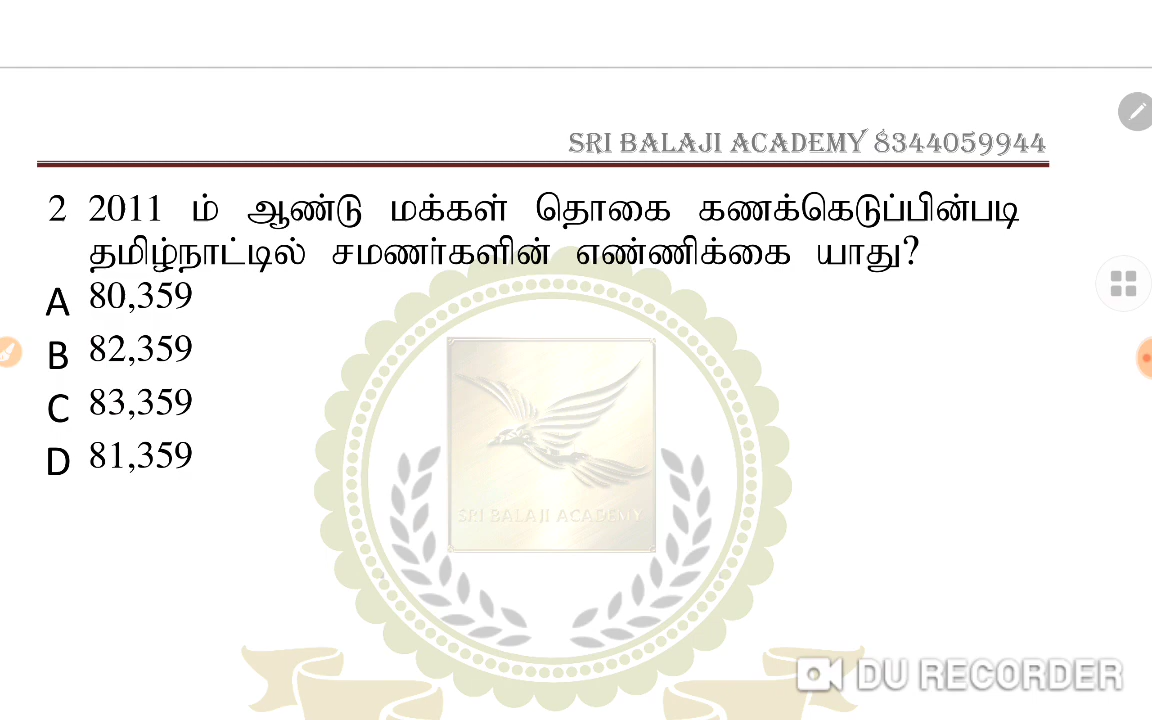 SRI BALAJI ACADEMY 8344059944
2 2011 ம் ஆண்டு மக்கள் தொகை கணக்கெடுப்பின்படி
தமிழ்நாட்டில் சமணர்களின் எண்ணிக்கை யாது?
A 80,359
B 82,359
C 83,359
D 81,359
SRI BALAJI ACADEMY
DU RECORDER